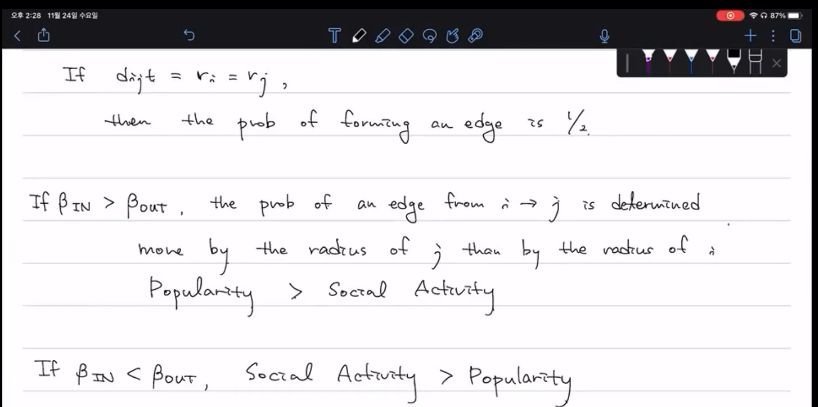 오후 2:28 11월 24일 수요일
87%
If dijt = ri = rj,
then the prob of forming an edge is 1/2.
If βIN > βOUT, the prob of an edge from i → j is determined
more by the radius of j than by the radius of i
Popularity > Social Activity
If βIN < βOUT, Social Activity > Popularity